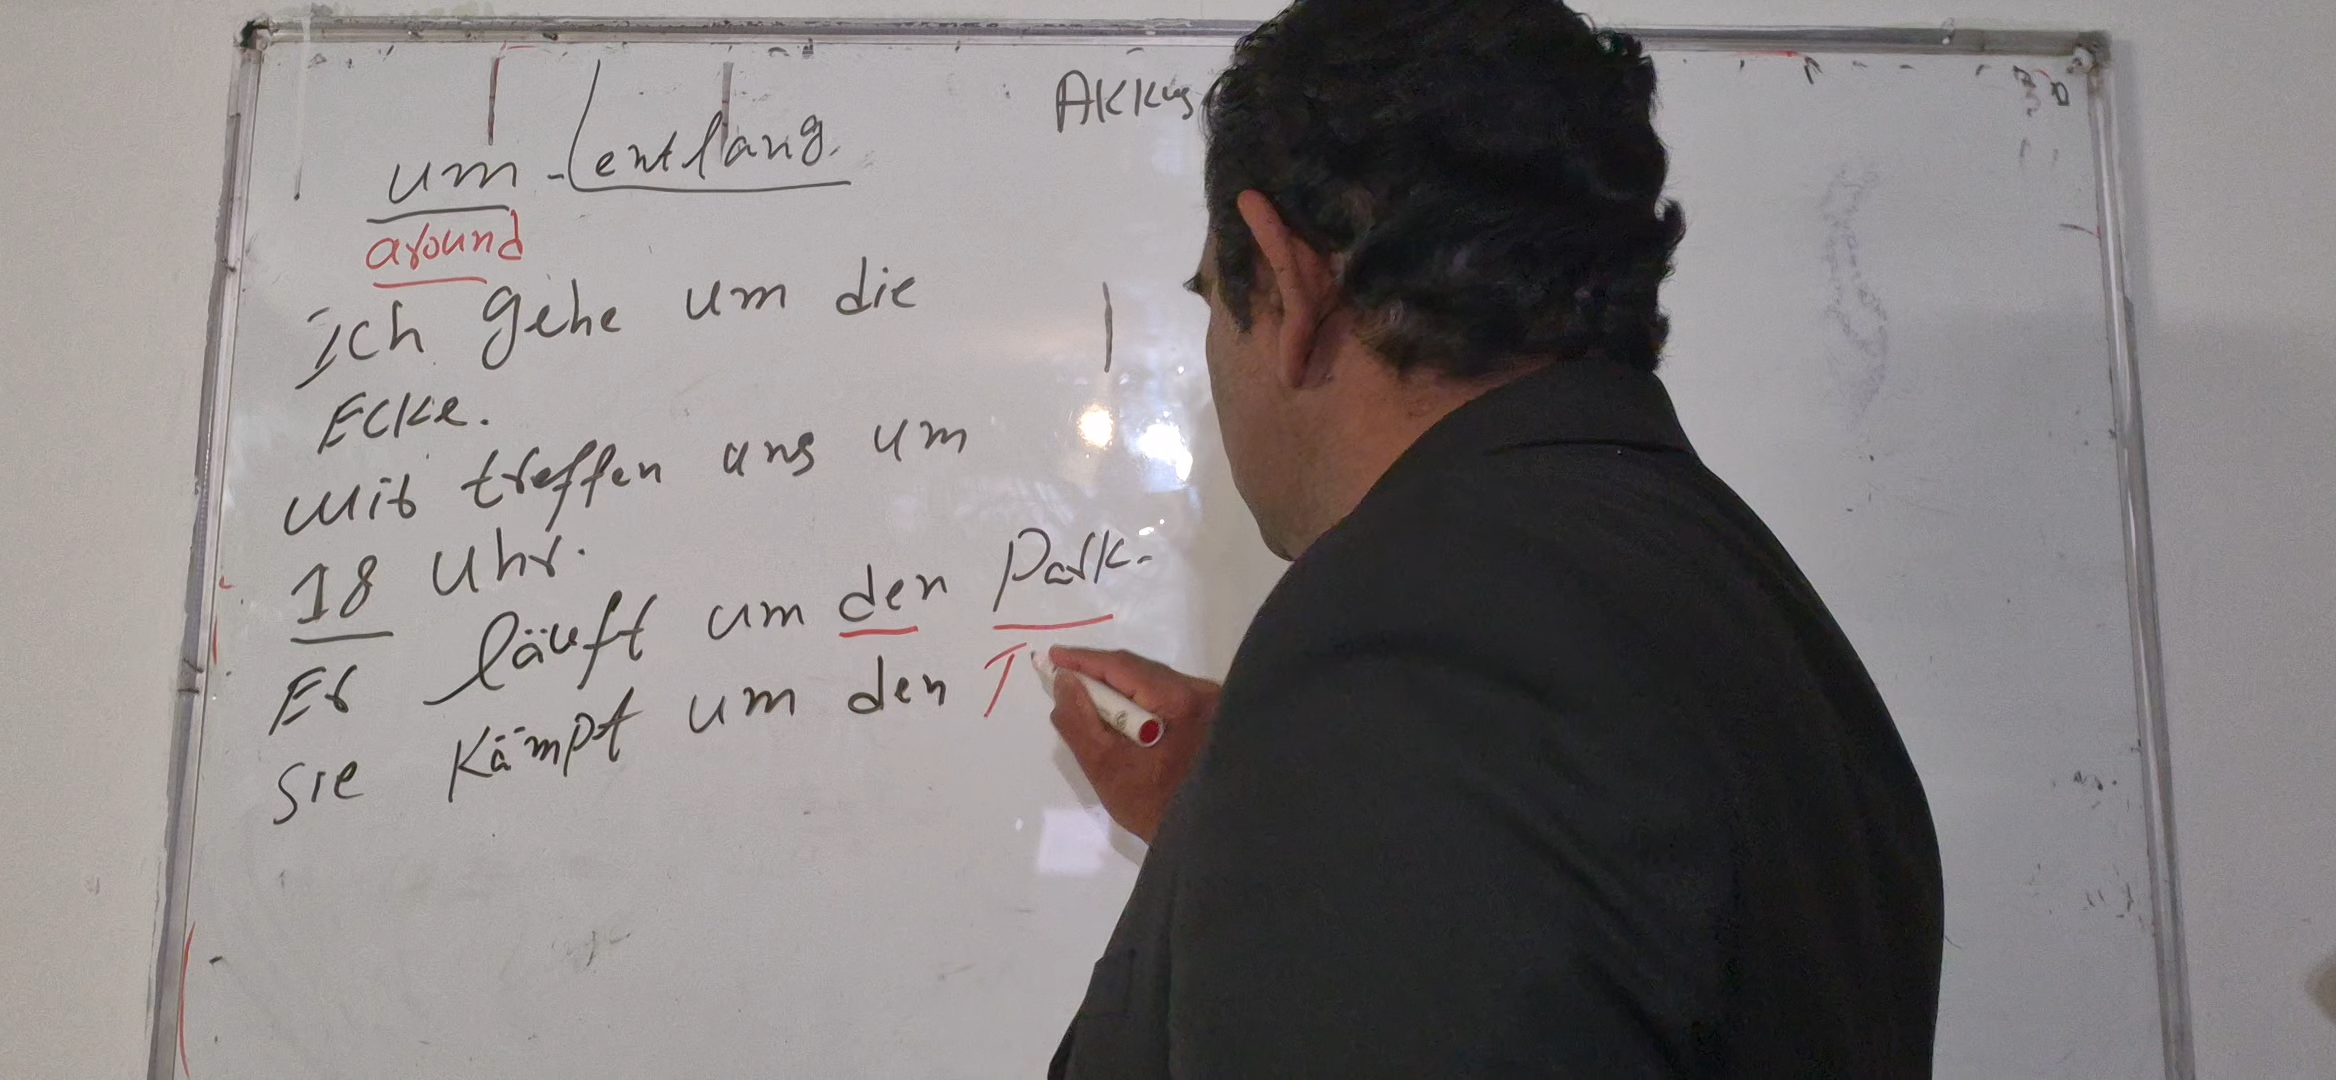 um - entlang.
Akkus
around
Ich gehe um die
Ecke.
wir treffen uns um
18 Uhr.
Er läuft um den Park.
Sie kämpft um den T